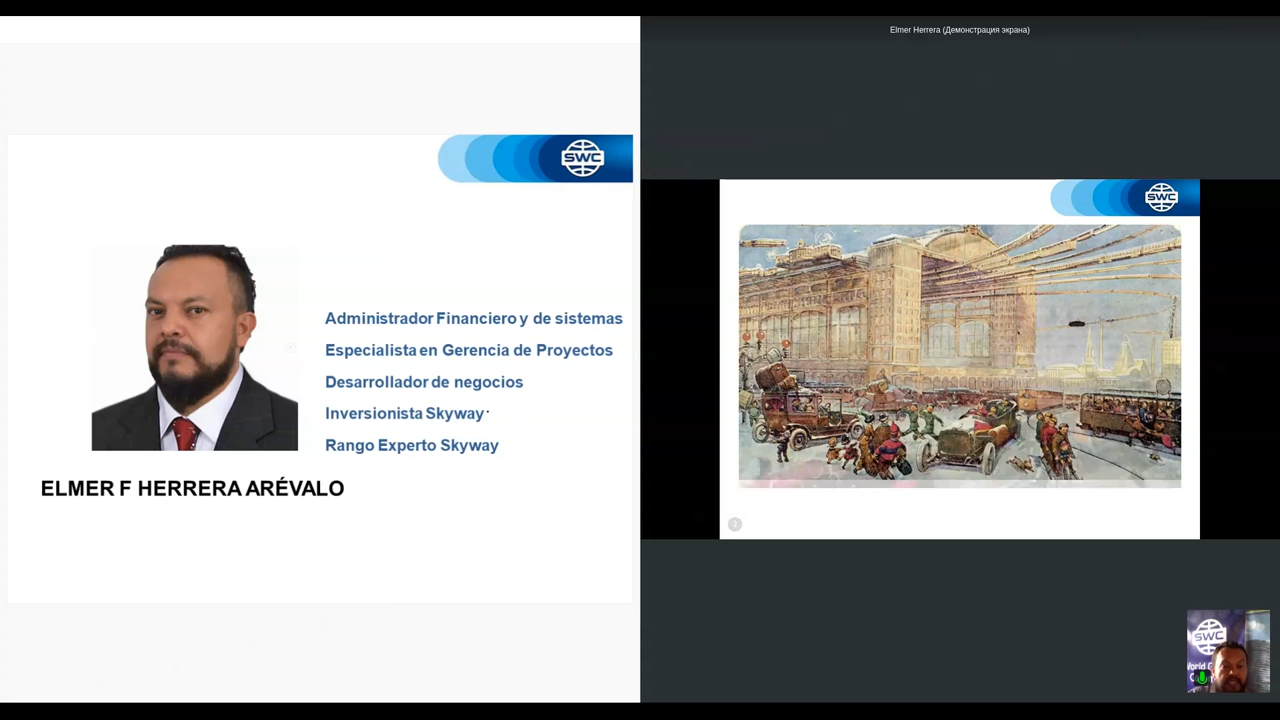 SWC
Administrador Financiero y de sistemas
Especialista en Gerencia de Proyectos
Desarrollador de negocios
Inversionista Skyway
Rango Experto Skyway
ELMER F HERRERA ARÉVALO
Elmer Herrera (Демонстрация экрана)
SWC
2
SWC